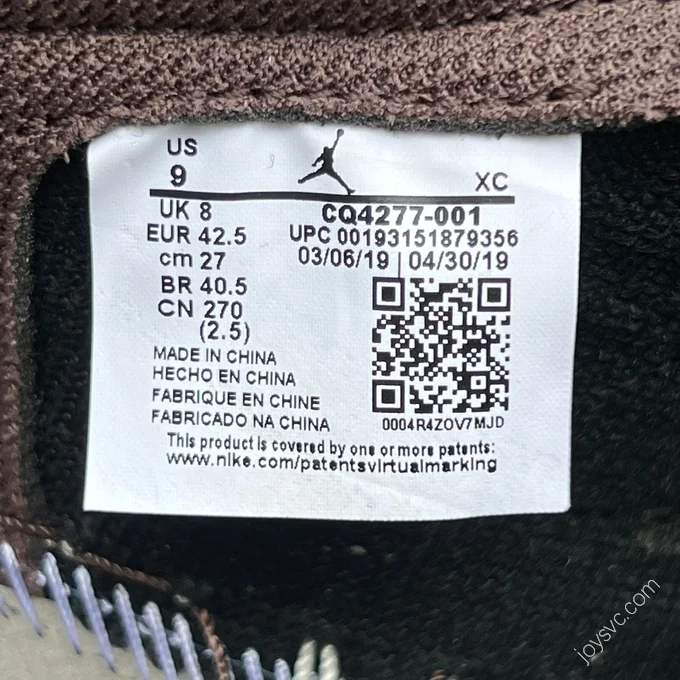 US
9
XC
UK 8
CQ4277-001
EUR 42.5
UPC 00193151879356
cm 27
03/06/19 | 04/30/19
BR 40.5
CN 270
(2.5)
MADE IN CHINA
HECHO EN CHINA
FABRIQUE EN CHINE
FABRICADO NA CHINA
0004R4ZOV7MJD
This product is covered by one or more patents:
www.nike.com/patentsvirtualmarking
joysvc.com